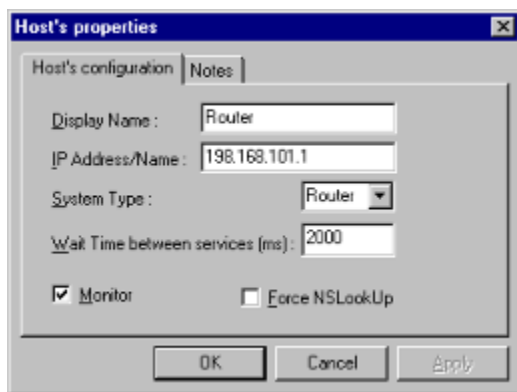 Host's properties
Host's configuration Notes
Display Name : Router
IP Address/Name : 198.168.101.1
System Type : Router
Wait Time between services (ms) : 2000
Monitor Force NSLookUp
OK Cancel Apply